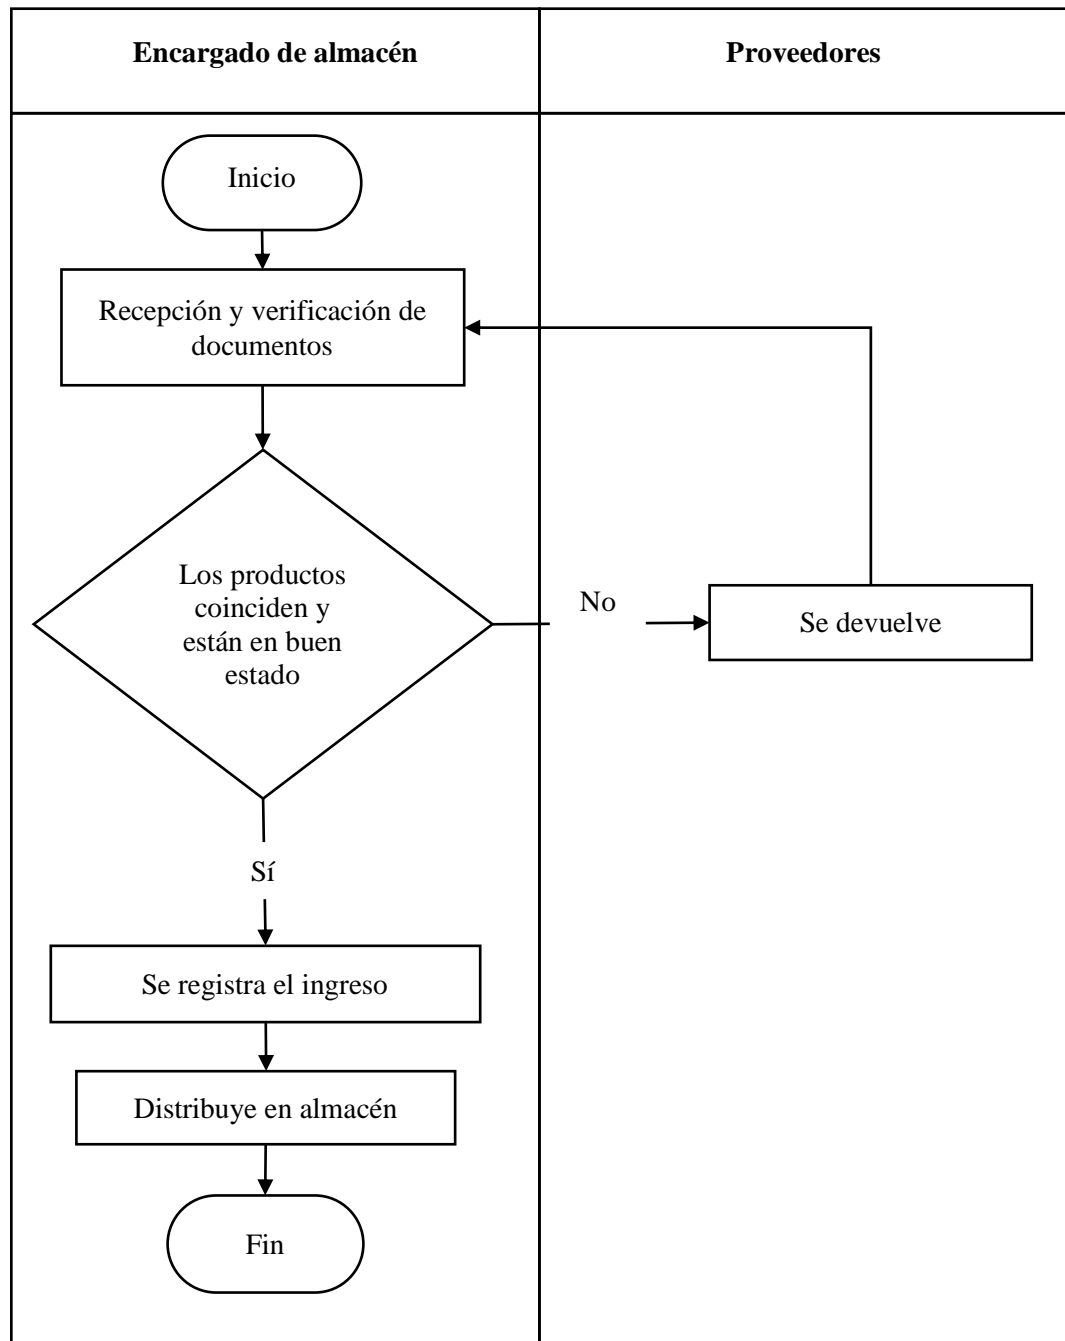 Encargado de almacén
Proveedores
Inicio
Recepción y verificación de
documentos
Los productos
coinciden y
están en buen
estado
No
Se devuelve
Sí
Se registra el ingreso
Distribuye en almacén
Fin